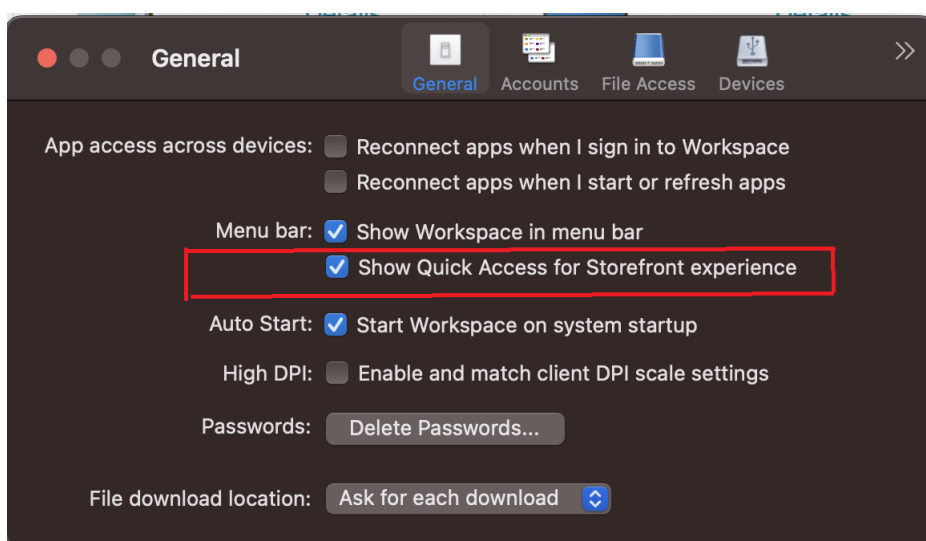 General
General Accounts File Access Devices
App access across devices: Reconnect apps when I sign in to Workspace
Reconnect apps when I start or refresh apps
Menu bar: Show Workspace in menu bar
Show Quick Access for Storefront experience
Auto Start: Start Workspace on system startup
High DPI: Enable and match client DPI scale settings
Passwords: Delete Passwords...
File download location: Ask for each download